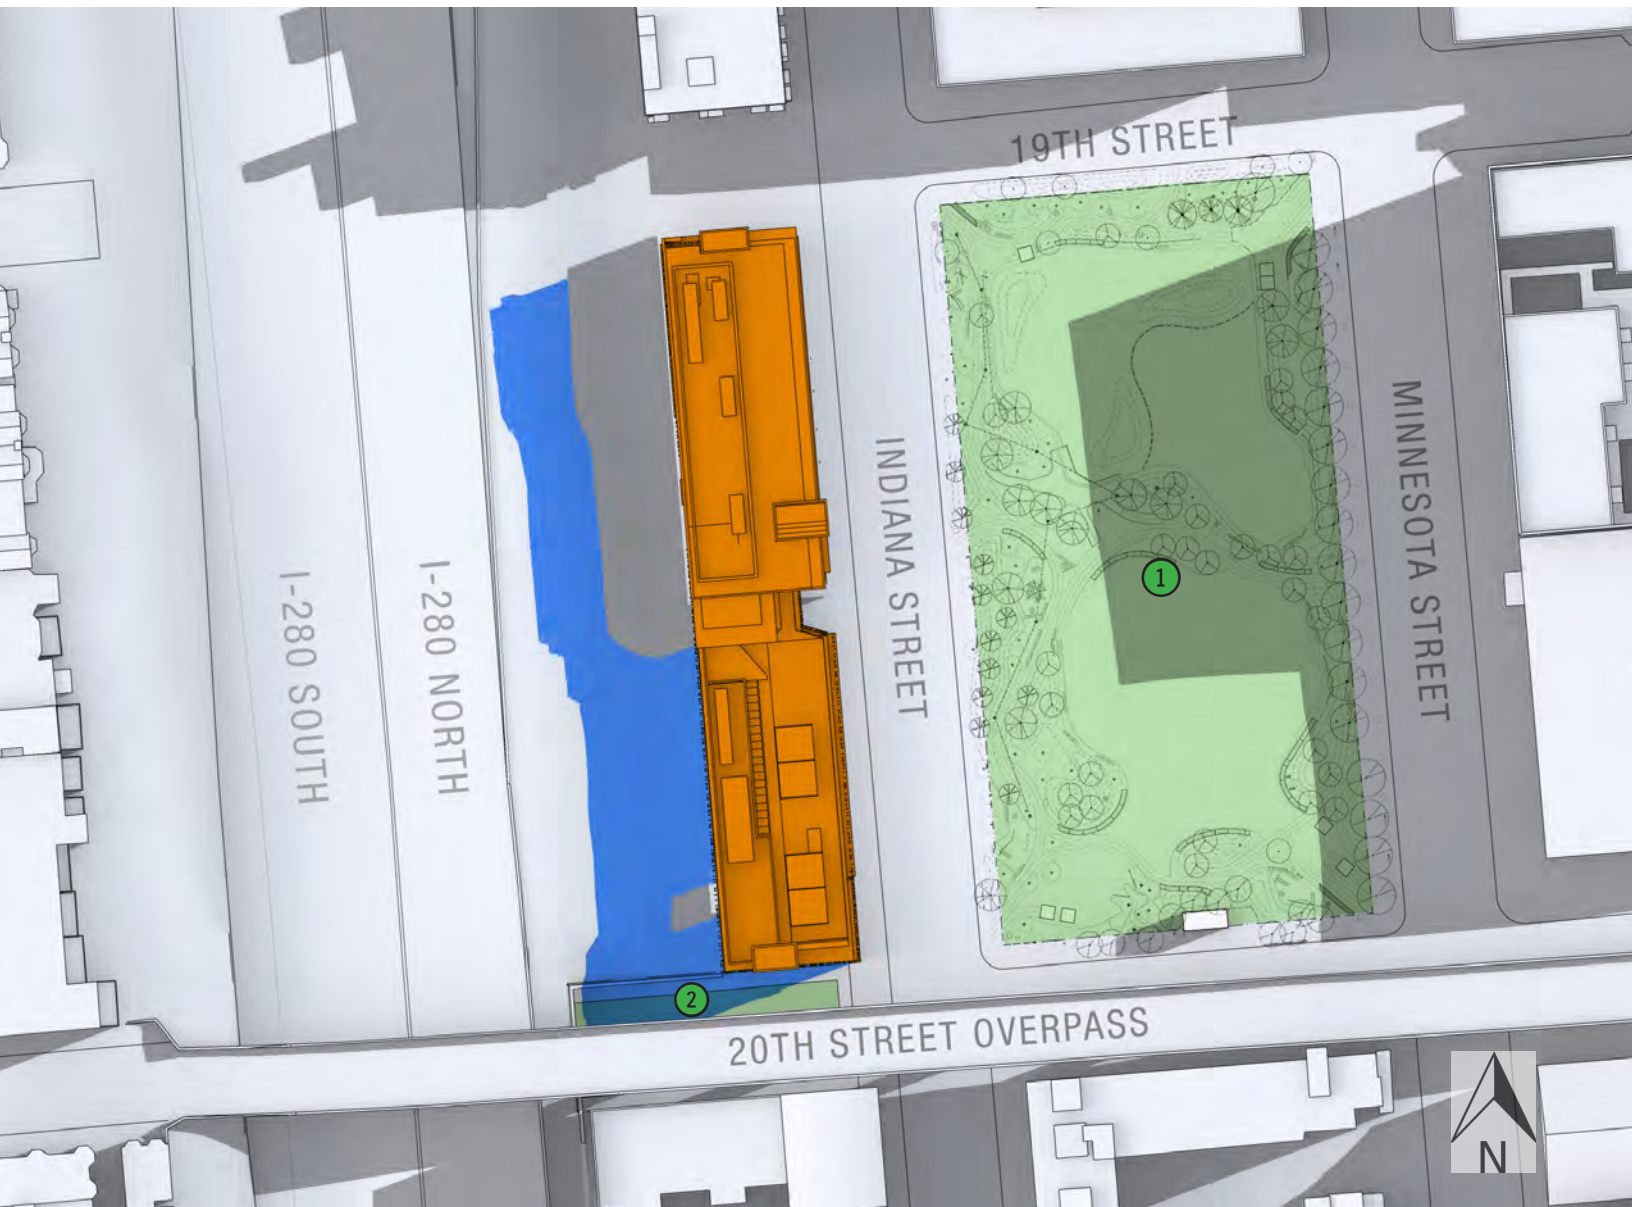 19TH STREET
INDIANA STREET
MINNESOTA STREET
I-280 SOUTH
I-280 NORTH
1
2
20TH STREET OVERPASS
N